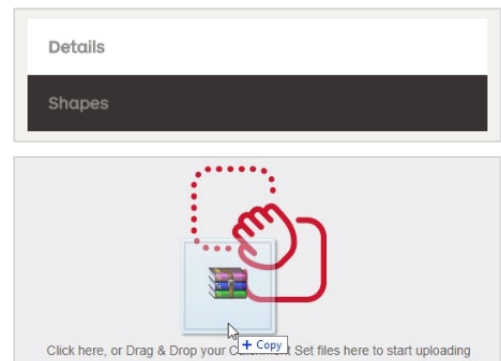 Details
Shapes
+ Copy
Click here, or Drag & Drop your Set files here to start uploading